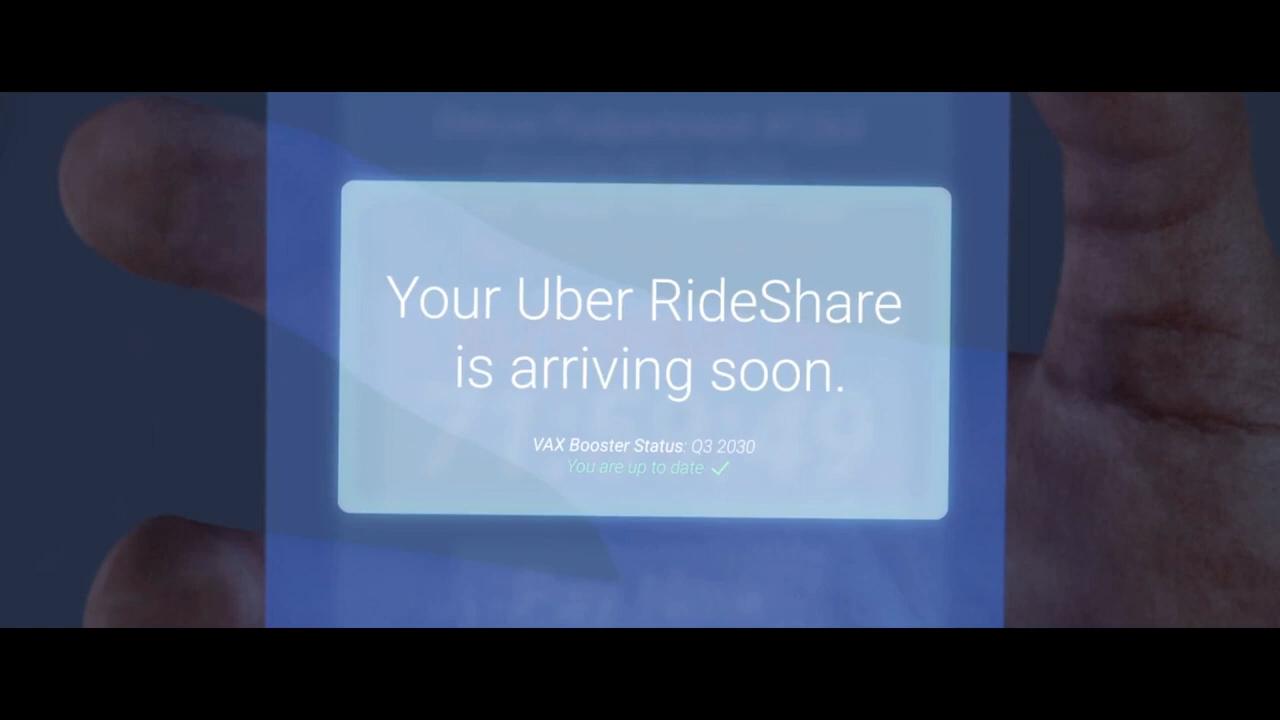 Your Uber RideShare
is arriving soon.
VAX Booster Status: Q3 2030
You are up to date